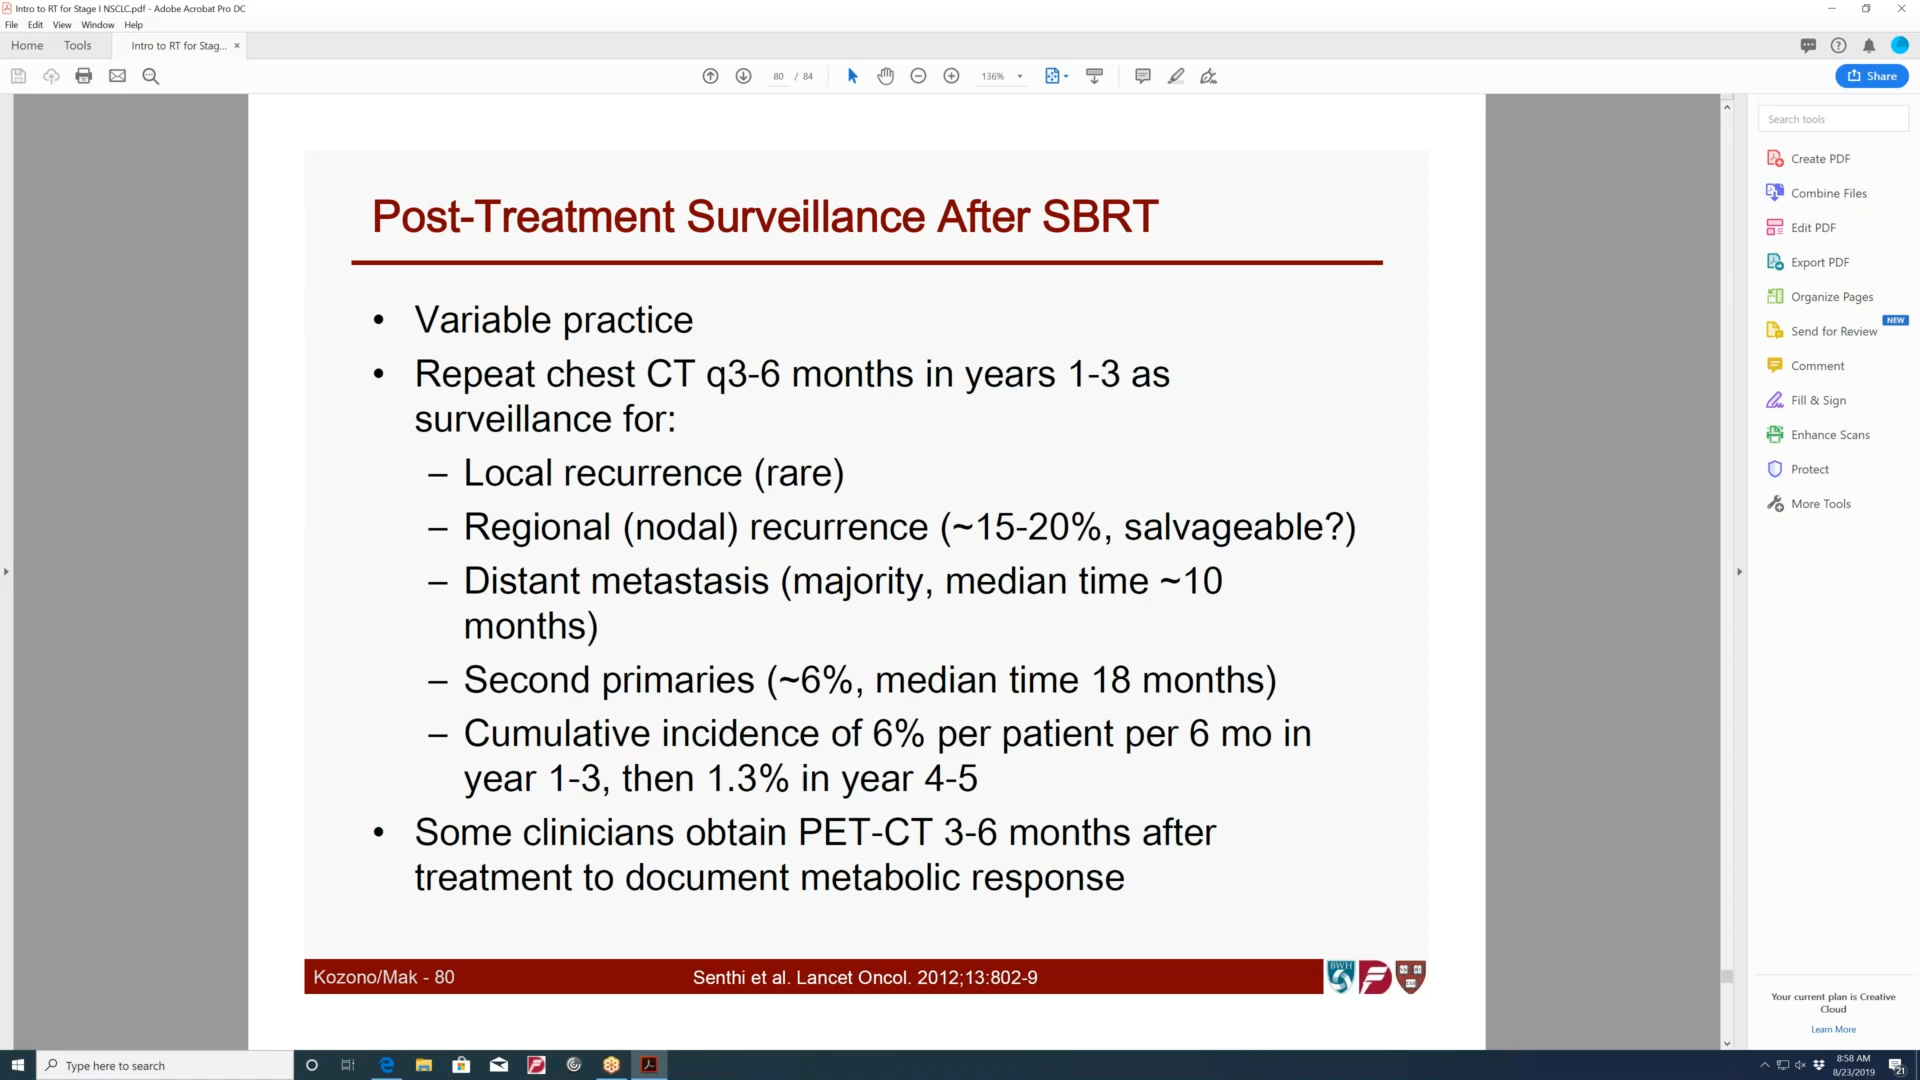 Intro to RT for Stage I NSCLC.pdf - Adobe Acrobat Pro DC
File Edit View Window Help
Home Tools Intro to RT for Stag... ×
80 / 84 136% Share
Search tools
Create PDF
Combine Files
Edit PDF
Export PDF
Organize Pages
Send for Review NEW
Comment
Fill & Sign
Enhance Scans
Protect
More Tools
Post-Treatment Surveillance After SBRT
• Variable practice
• Repeat chest CT q3-6 months in years 1-3 as
surveillance for:
– Local recurrence (rare)
– Regional (nodal) recurrence (~15-20%, salvageable?)
– Distant metastasis (majority, median time ~10
months)
– Second primaries (~6%, median time 18 months)
– Cumulative incidence of 6% per patient per 6 mo in
year 1-3, then 1.3% in year 4-5
• Some clinicians obtain PET-CT 3-6 months after
treatment to document metabolic response
Kozono/Mak - 80 Senthi et al. Lancet Oncol. 2012;13:802-9
BWH
Your current plan is Creative
Cloud
Learn More
Type here to search
8:58 AM
8/23/2019
21